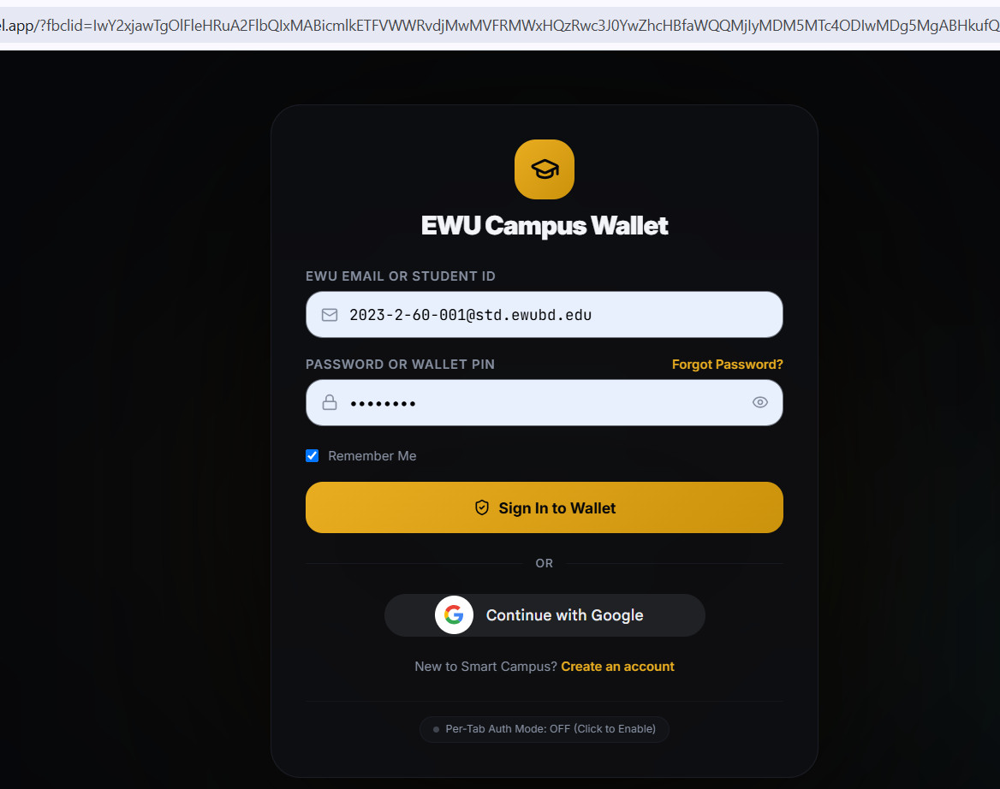 el.app/?fbclid=IwY2xjawTgOlFleHRuA2FlbQIxMABicmlkETFVWWRvdjMwMVFRMWxHQzRwc3J0YwZhcHBfaWQQMjIyMDM5MTc4ODIwMDg5MgABHkufQ
EWU Campus Wallet
EWU EMAIL OR STUDENT ID
2023-2-60-001@std.ewubd.edu
PASSWORD OR WALLET PIN Forgot Password?
••••••••
Remember Me
Sign In to Wallet
OR
Continue with Google
New to Smart Campus? Create an account
Per-Tab Auth Mode: OFF (Click to Enable)